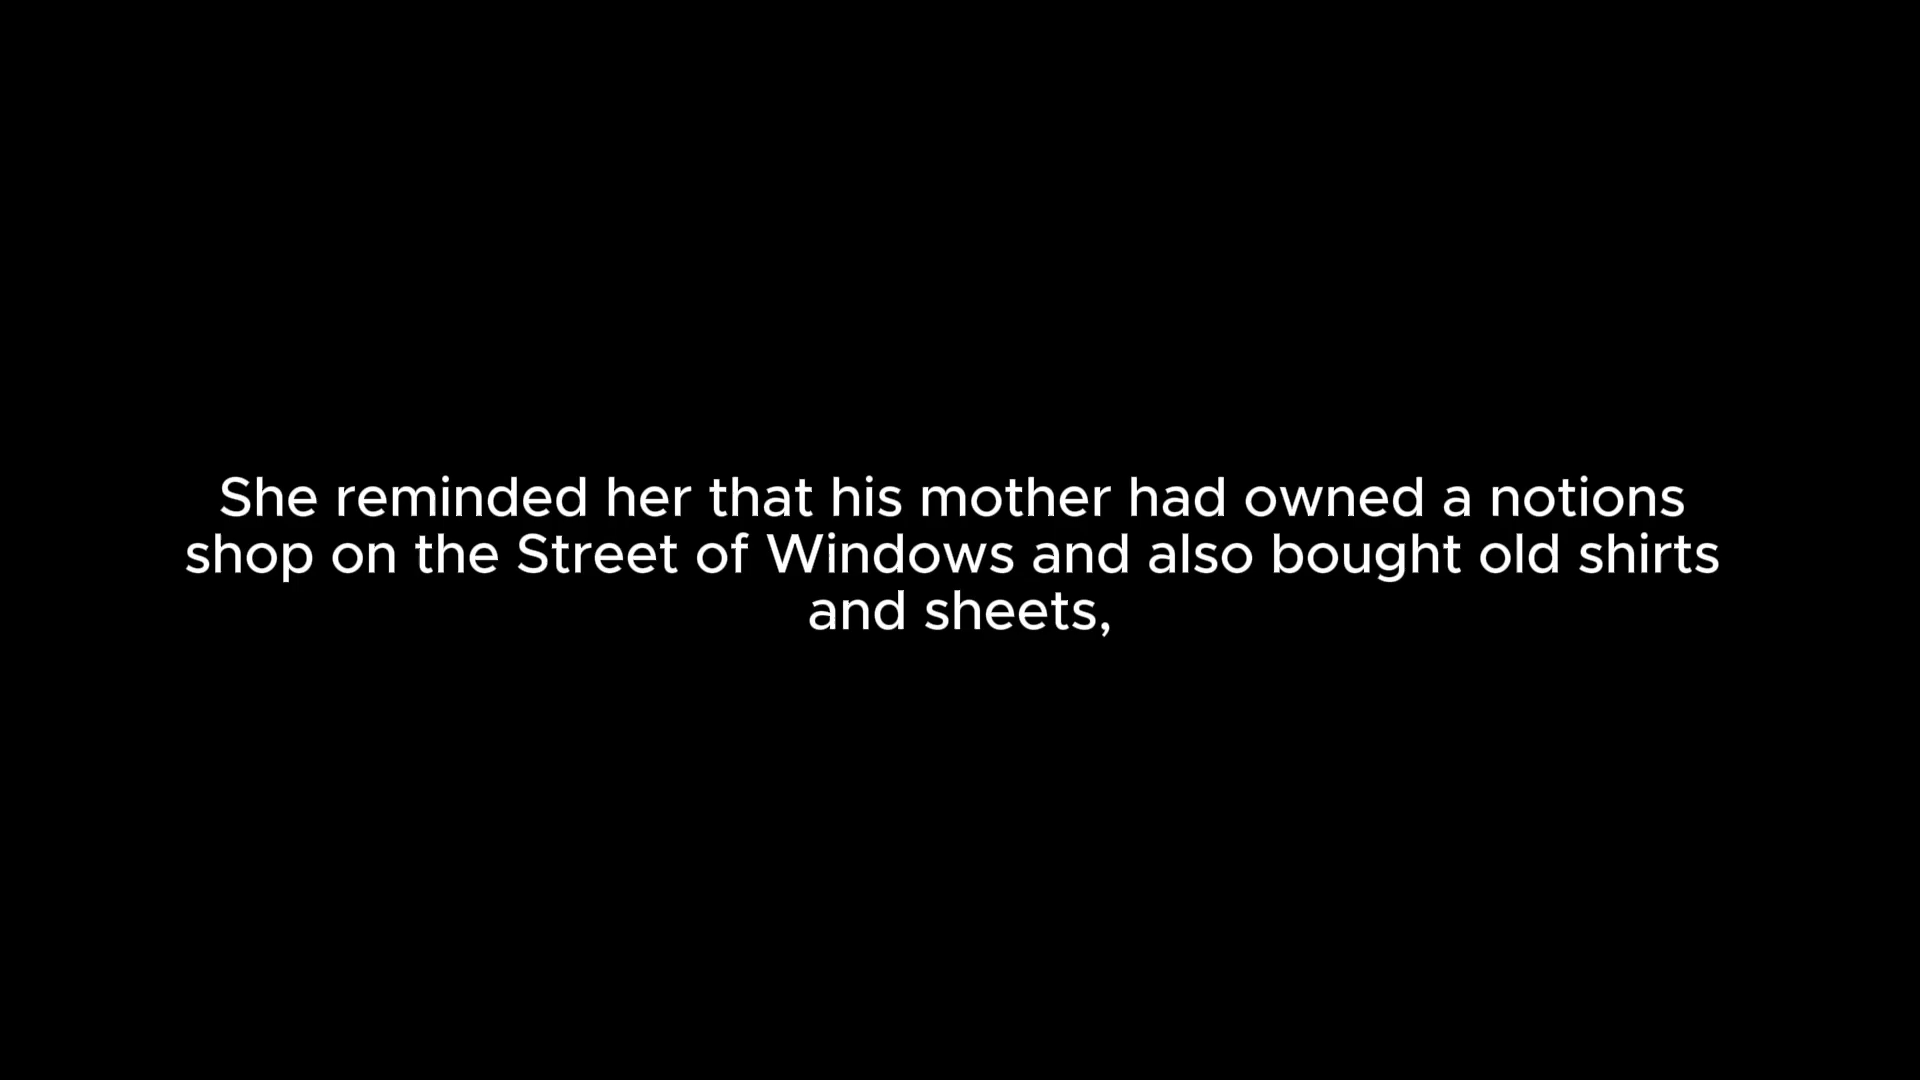 She reminded her that his mother had owned a notions
shop on the Street of Windows and also bought old shirts
and sheets,